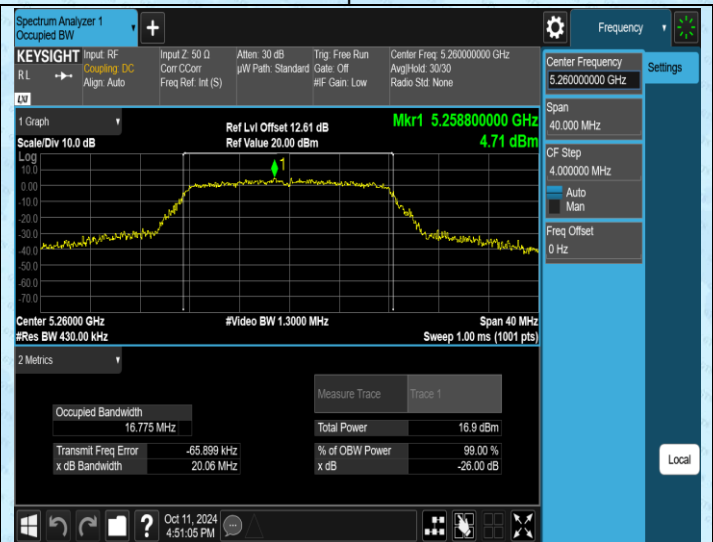 Spectrum Analyzer 1
Occupied BW
Frequency
KEYSIGHT
RL
LXI
Input: RF
Coupling: DC
Align: Auto
Input Z: 50 Ω
Corr CCorr
Freq Ref: Int (S)
Atten: 30 dB
µW Path: Standard
Trig: Free Run
Gate: Off
#IF Gain: Low
Center Freq: 5.260000000 GHz
Avg|Hold: 30/30
Radio Std: None
Center Frequency
5.260000000 GHz
Settings
Span
40.000 MHz
CF Step
4.000000 MHz
Auto
Man
Freq Offset
0 Hz
Local
1 Graph
Scale/Div 10.0 dB
Ref Lvl Offset 12.61 dB
Ref Value 20.00 dBm
Mkr1 5.258800000 GHz
4.71 dBm
Log
10.0
0.00
-10.0
-20.0
-30.0
-40.0
-50.0
-60.0
-70.0
1
Center 5.26000 GHz
#Res BW 430.00 kHz
#Video BW 1.3000 MHz
Span 40 MHz
Sweep 1.00 ms (1001 pts)
2 Metrics
Measure Trace Trace 1
Occupied Bandwidth
16.775 MHz
Total Power 16.9 dBm
Transmit Freq Error -65.899 kHz
% of OBW Power 99.00 %
x dB Bandwidth 20.06 MHz
x dB -26.00 dB
?
Oct 11, 2024
4:51:05 PM